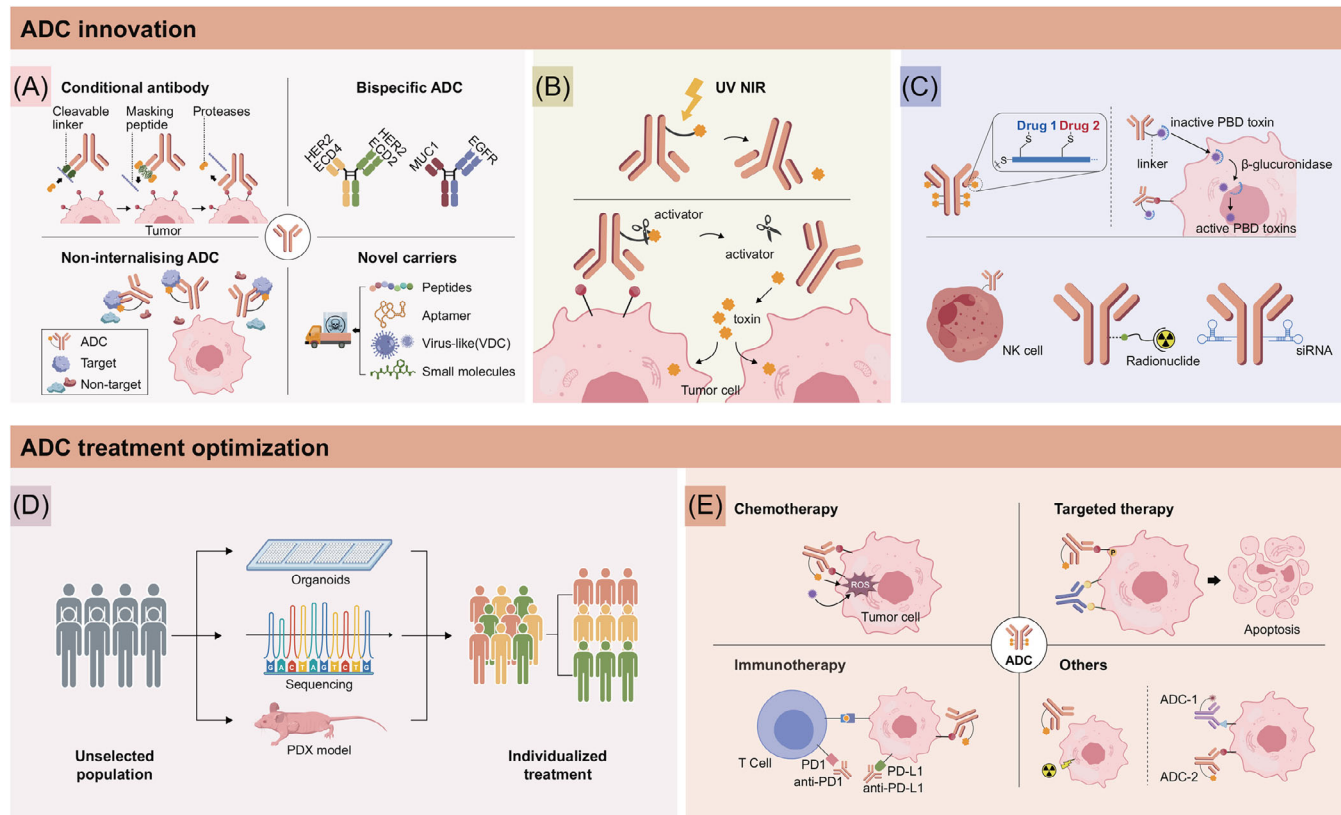 ADC innovation
(A)
Conditional antibody
Cleavable
linker
Masking
peptide
Proteases
Tumor
Bispecific ADC
HER2
ECD4
HER2
ECD2
MUC1
EGFR
Non-internalising ADC
ADC
Target
Non-target
Novel carriers
Peptides
Aptamer
Virus-like(VDC)
Small molecules
(B)
UV NIR
activator
activator
toxin
Tumor cell
(C)
Drug 1 Drug 2
S
S
S
inactive PBD toxin
linker
β-glucuronidase
active PBD toxins
NK cell
Radionuclide
siRNA
ADC treatment optimization
(D)
Unselected
population
Organoids
G A C T A G T C T G
Sequencing
PDX model
Individualized
treatment
(E)
Chemotherapy
ROS
Tumor cell
Targeted therapy
P
Apoptosis
ADC
Immunotherapy
T Cell
PD1
anti-PD1
PD-L1
anti-PD-L1
Others
ADC-1
ADC-2